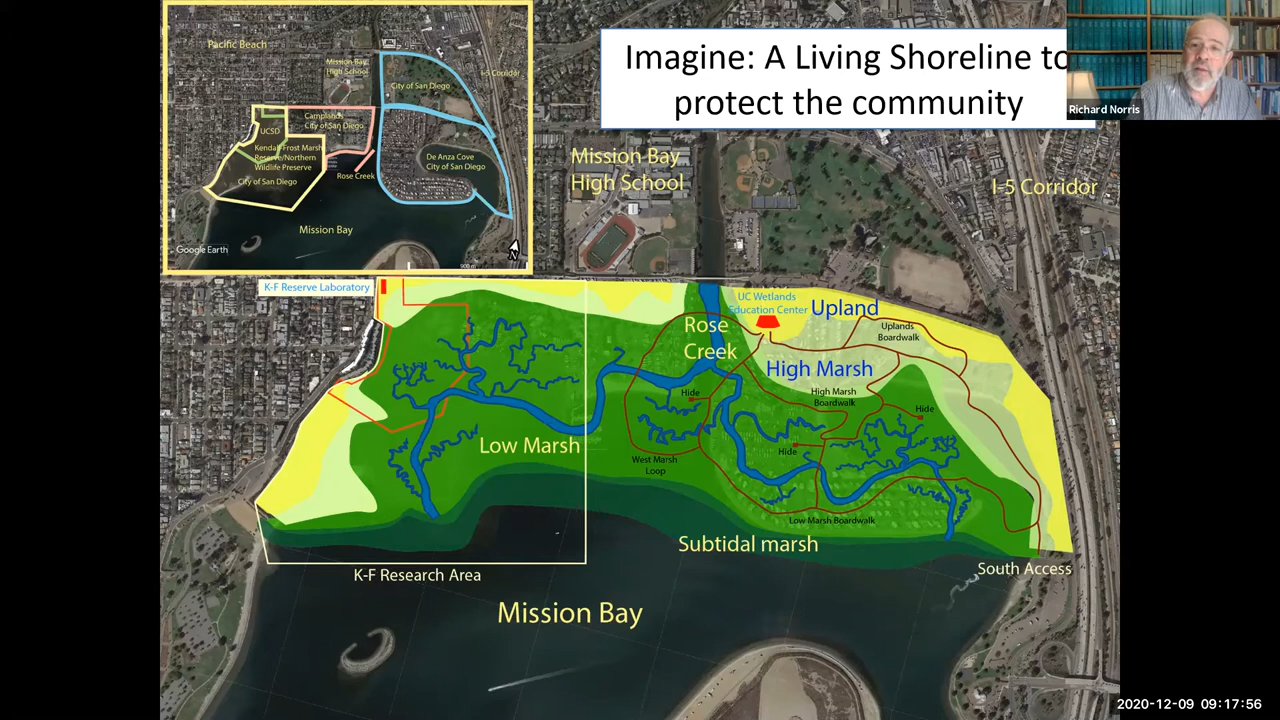 Imagine: A Living Shoreline to
protect the community
Richard Norris
Pacific Beach
Mission Bay
High School
I-5 Corridor
City of San Diego
Campland
City of San Diego
UCSD
Kendall-Frost Marsh
Reserve/Northern
Wildlife Preserve
City of San Diego
De Anza Cove
City of San Diego
Rose Creek
Mission Bay
Google Earth
900 m
N
Mission Bay
High School
I-5 Corridor
K-F Reserve Laboratory
UC Wetlands
Education Center
Upland
Uplands
Boardwalk
Rose
Creek
High Marsh
Hide
High Marsh
Boardwalk
Hide
Low Marsh
Hide
West Marsh
Loop
Low Marsh Boardwalk
Subtidal marsh
South Access
K-F Research Area
Mission Bay
2020-12-09 09:17:56